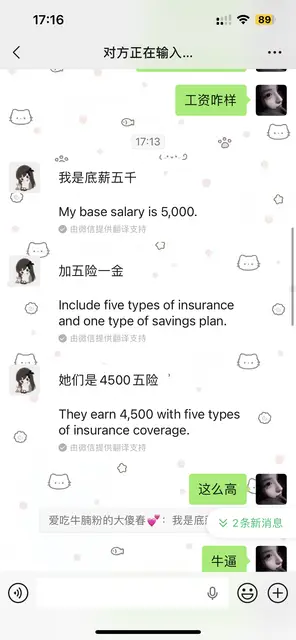 17:16
89
对方正在输入...
工资咋样
17:13
我是底薪五千
My base salary is 5,000.
由微信提供翻译支持
加五险一金
Include five types of insurance
and one type of savings plan.
由微信提供翻译支持
她们是4500五险
They earn 4,500 with five types
of insurance coverage.
由微信提供翻译支持
这么高
爱吃牛腩粉的大傻春💕：我是底
2条新消息
牛逼